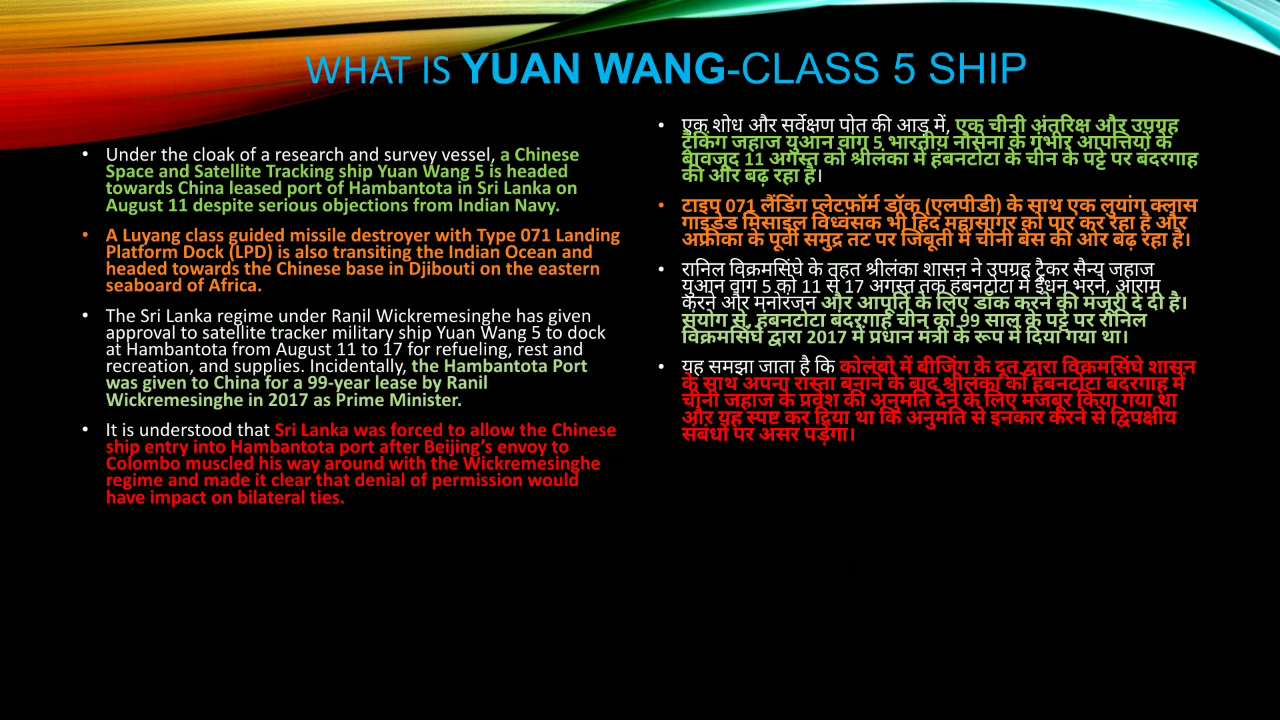 WHAT IS YUAN WANG-CLASS 5 SHIP
• Under the cloak of a research and survey vessel, a Chinese
Space and Satellite Tracking ship Yuan Wang 5 is headed
towards China leased port of Hambantota in Sri Lanka on
August 11 despite serious objections from Indian Navy.
• A Luyang class guided missile destroyer with Type 071 Landing
Platform Dock (LPD) is also transiting the Indian Ocean and
headed towards the Chinese base in Djibouti on the eastern
seaboard of Africa.
• The Sri Lanka regime under Ranil Wickremesinghe has given
approval to satellite tracker military ship Yuan Wang 5 to dock
at Hambantota from August 11 to 17 for refueling, rest and
recreation, and supplies. Incidentally, the Hambantota Port
was given to China for a 99-year lease by Ranil
Wickremesinghe in 2017 as Prime Minister.
• It is understood that Sri Lanka was forced to allow the Chinese
ship entry into Hambantota port after Beijing’s envoy to
Colombo muscled his way around with the Wickremesinghe
regime and made it clear that denial of permission would
have impact on bilateral ties.
• एक शोध और सर्वेक्षण पोत की आड़ में, एक चीनी अंतरिक्ष और उपग्रह
ट्रैकिंग जहाज युआन वांग 5 भारतीय नौसेना के गंभीर आपत्तियों के
बावजूद 11 अगस्त को श्रीलंका में हंबनटोटा के चीन के पट्टे पर बंदरगाह
की ओर बढ़ रहा है।
• टाइप 071 लैंडिंग प्लेटफॉर्म डॉक (एलपीडी) के साथ एक लुयांग क्लास
गाइडेड मिसाइल विध्वंसक भी हिंद महासागर को पार कर रहा है और
अफ्रीका के पूर्वी समुद्र तट पर जिबूती में चीनी बेस की ओर बढ़ रहा है।
• रानिल विक्रमसिंघे के तहत श्रीलंका शासन ने उपग्रह ट्रैकर सैन्य जहाज
युआन वांग 5 को 11 से 17 अगस्त तक हंबनटोटा में ईंधन भरने, आराम
करने और मनोरंजन और आपूर्ति के लिए डॉक करने की मंजूरी दे दी है।
संयोग से, हंबनटोटा बंदरगाह चीन को 99 साल के पट्टे पर रानिल
विक्रमसिंघे द्वारा 2017 में प्रधान मंत्री के रूप में दिया गया था।
• यह समझा जाता है कि कोलंबो में बीजिंग के दूत द्वारा विक्रमसिंघे शासन
के साथ अपना रास्ता बनाने के बाद श्रीलंका को हंबनटोटा बंदरगाह में
चीनी जहाज के प्रवेश की अनुमति देने के लिए मजबूर किया गया था
और यह स्पष्ट कर दिया था कि अनुमति से इनकार करने से द्विपक्षीय
संबंधों पर असर पड़ेगा।